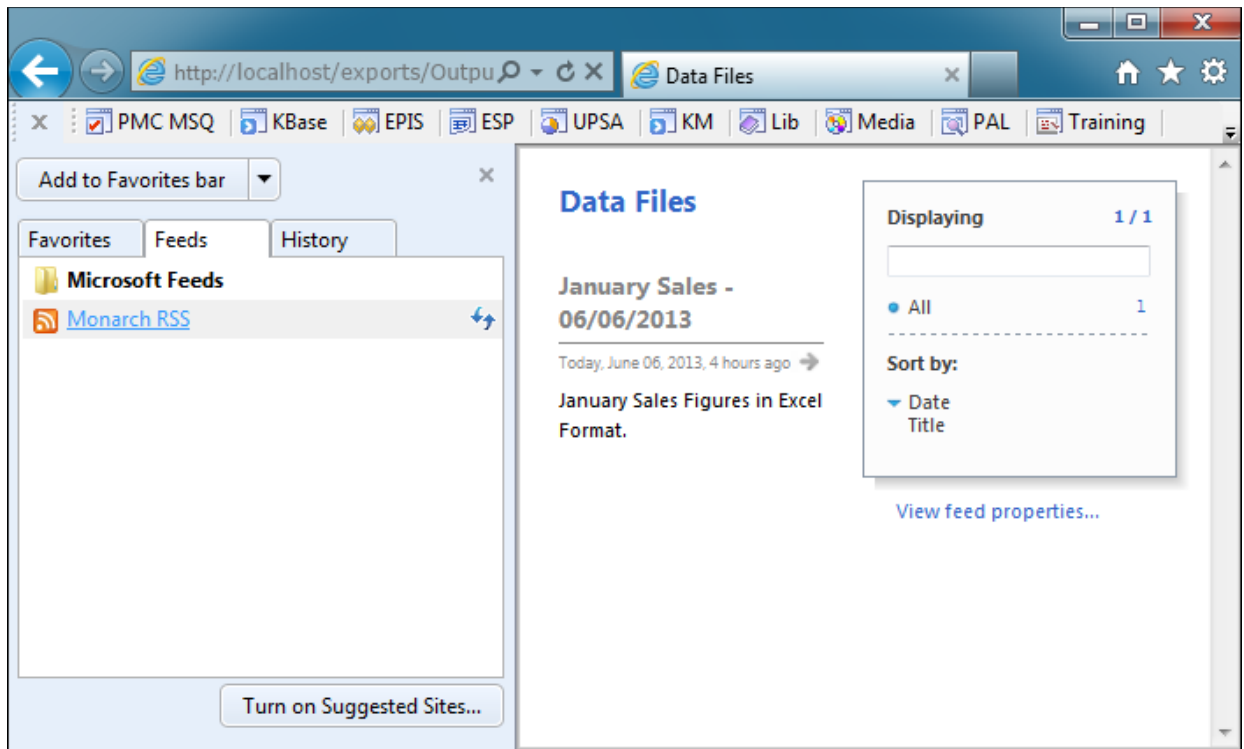 http://localhost/exports/Outpu
Data Files
PMC MSQ
KBase
EPIS
ESP
UPSA
KM
Lib
Media
PAL
Training
Add to Favorites bar
Favorites
Feeds
History
Microsoft Feeds
Monarch RSS
Turn on Suggested Sites...
Data Files
January Sales -
06/06/2013
Today, June 06, 2013, 4 hours ago
January Sales Figures in Excel
Format.
Displaying 1 / 1
All 1
Sort by:
Date
Title
View feed properties...